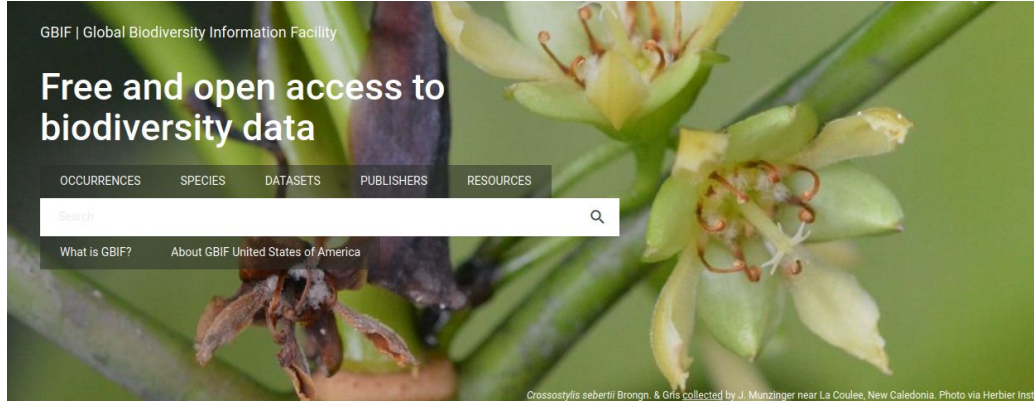 GBIF | Global Biodiversity Information Facility
Free and open access to
biodiversity data
OCCURRENCES SPECIES DATASETS PUBLISHERS RESOURCES
Search
What is GBIF? About GBIF United States of America
Crossostylis sebertii Brongn. & Gris collected by J. Munzinger near La Coulee, New Caledonia. Photo via Herbier